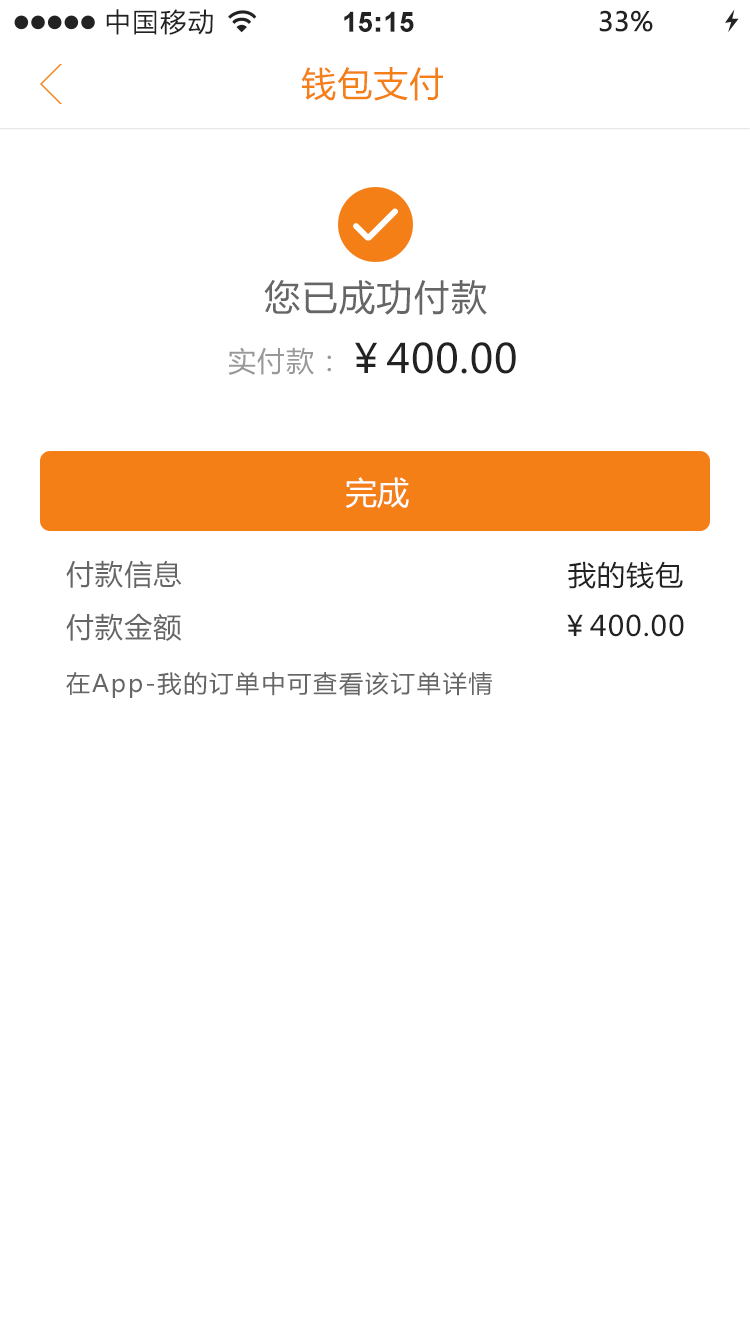 中国移动 15:15 33%
钱包支付
您已成功付款
实付款： ¥400.00
完成
付款信息 我的钱包
付款金额 ¥400.00
在App-我的订单中可查看该订单详情